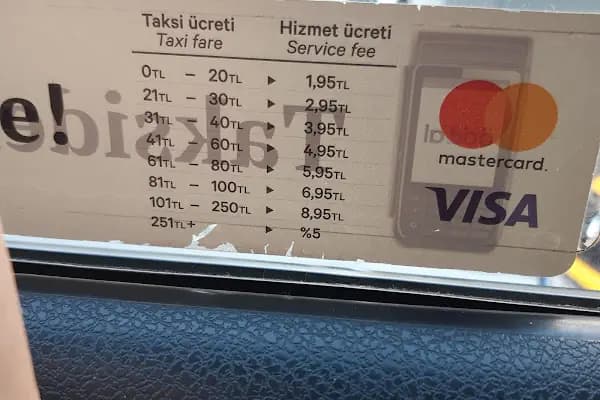 Taksi ücreti Hizmet ücreti
Taxi fare Service fee
0TL – 20TL ▶ 1,95TL
21TL – 30TL ▶ 2,95TL
31TL – 40TL ▶ 3,95TL
41TL – 60TL ▶ 4,95TL
61TL – 80TL ▶ 5,95TL
81TL – 100TL ▶ 6,95TL
101TL – 250TL ▶ 8,95TL
251TL+ ▶ %5
e!
Takside
mastercard.
VISA